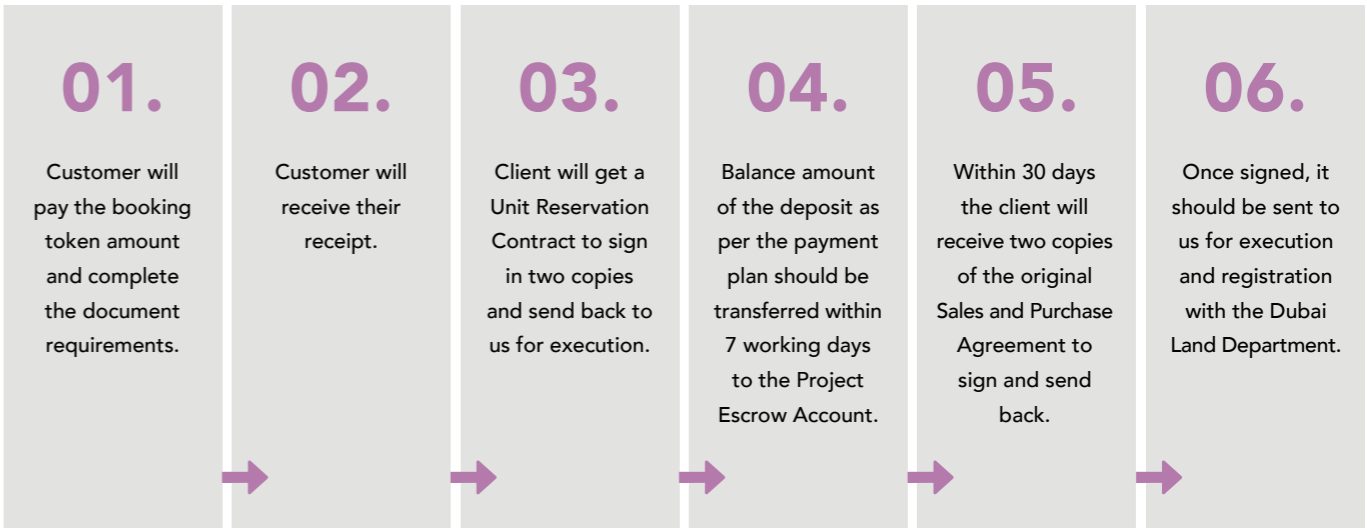 01.
Customer will
pay the booking
token amount
and complete
the document
requirements.
02.
Customer will
receive their
receipt.
03.
Client will get a
Unit Reservation
Contract to sign
in two copies
and send back to
us for execution.
04.
Balance amount
of the deposit as
per the payment
plan should be
transferred within
7 working days
to the Project
Escrow Account.
05.
Within 30 days
the client will
receive two copies
of the original
Sales and Purchase
Agreement to
sign and send
back.
06.
Once signed, it
should be sent to
us for execution
and registration
with the Dubai
Land Department.